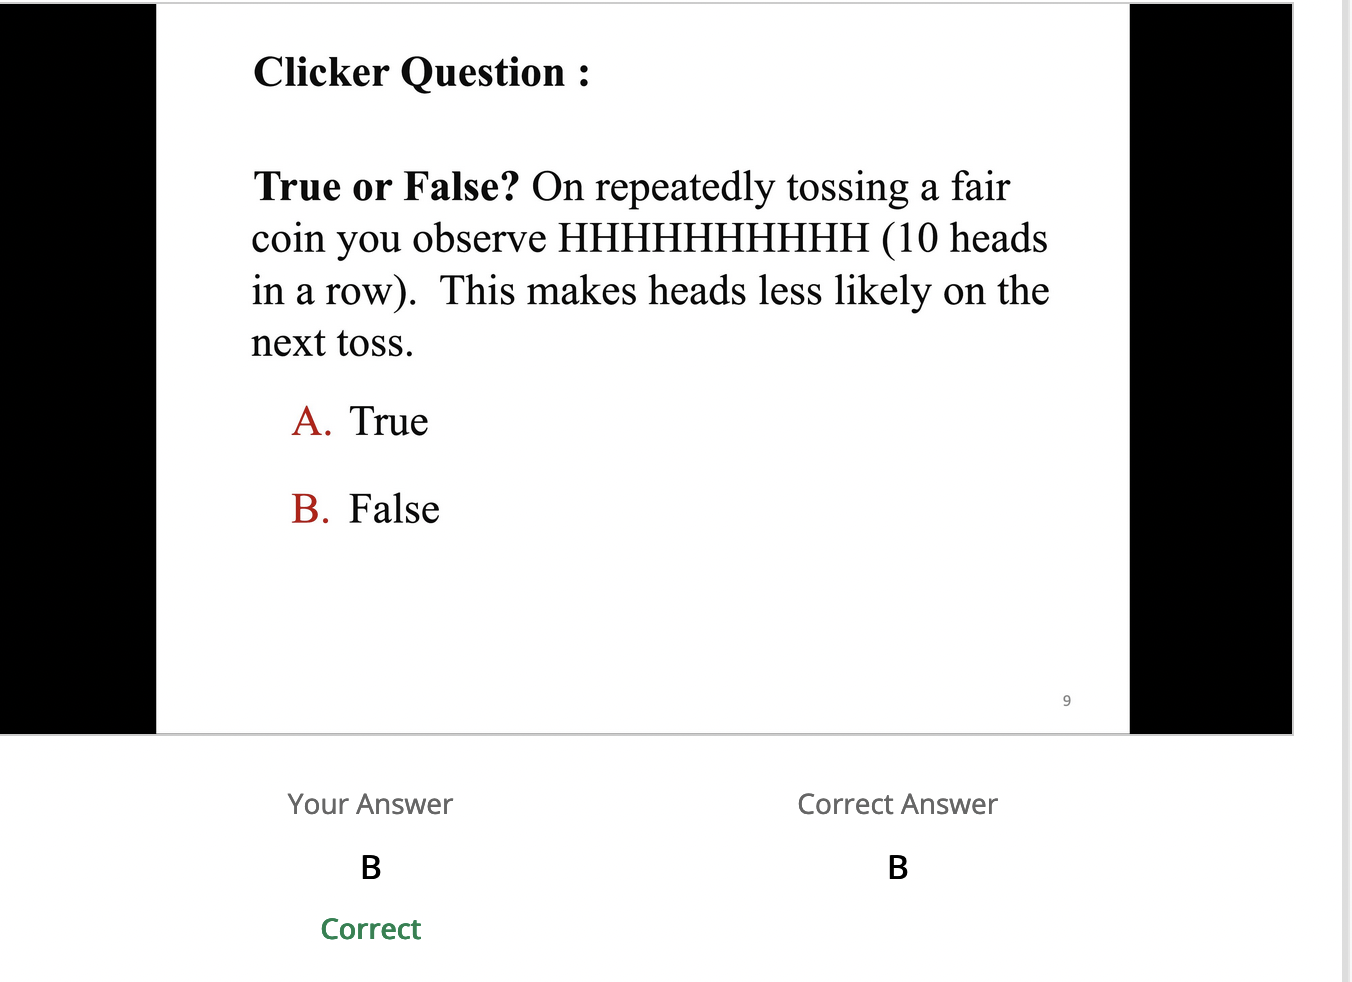 Clicker Question :
True or False? On repeatedly tossing a fair
coin you observe HHHHHHHHHH (10 heads
in a row).  This makes heads less likely on the
next toss.
A. True
B. False
9
Your Answer
Correct Answer
B
B
Correct